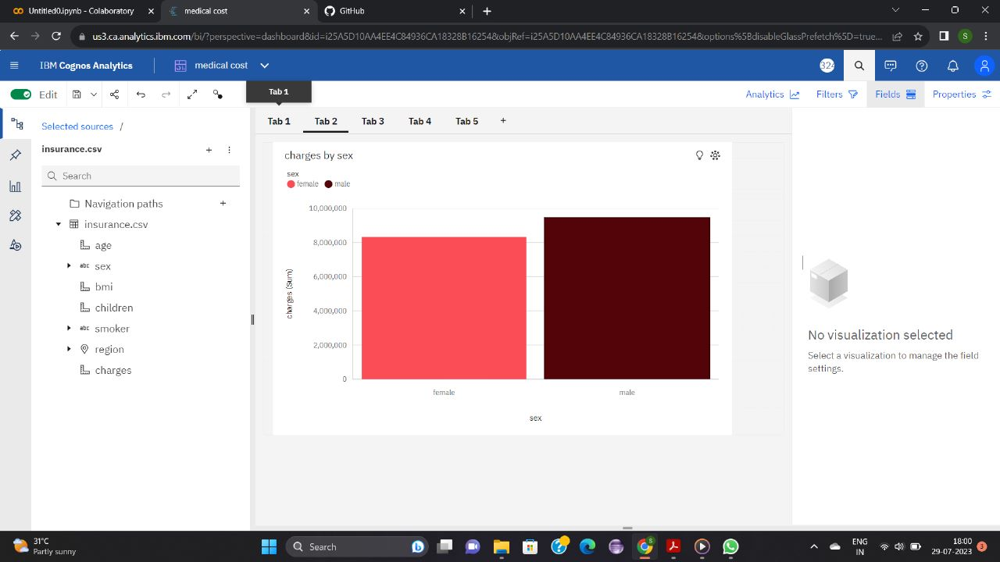 Untitled0.ipynb - Colaboratory
medical cost
GitHub
us3.ca.analytics.ibm.com/bi/?perspective=dashboard&id=i25A5D10AA4EE4C84936CA18328B16254&objRef=i25A5D10AA4EE4C84936CA18328B16254&options%5BdisableGlassPrefetch%5D=true...
S
IBM Cognos Analytics
medical cost
324
Edit
Tab 1
Analytics
Filters
Fields
Properties
Selected sources /
insurance.csv
Search
Navigation paths
insurance.csv
age
abc sex
bmi
children
abc smoker
region
charges
Tab 1 Tab 2 Tab 3 Tab 4 Tab 5 +
charges by sex
sex
female male
10,000,000
8,000,000
6,000,000
4,000,000
2,000,000
0
charges (Sum)
female male
sex
No visualization selected
Select a visualization to manage the field
settings.
31°C
Partly sunny
Search
ENG
IN
18:00
29-07-2023
3